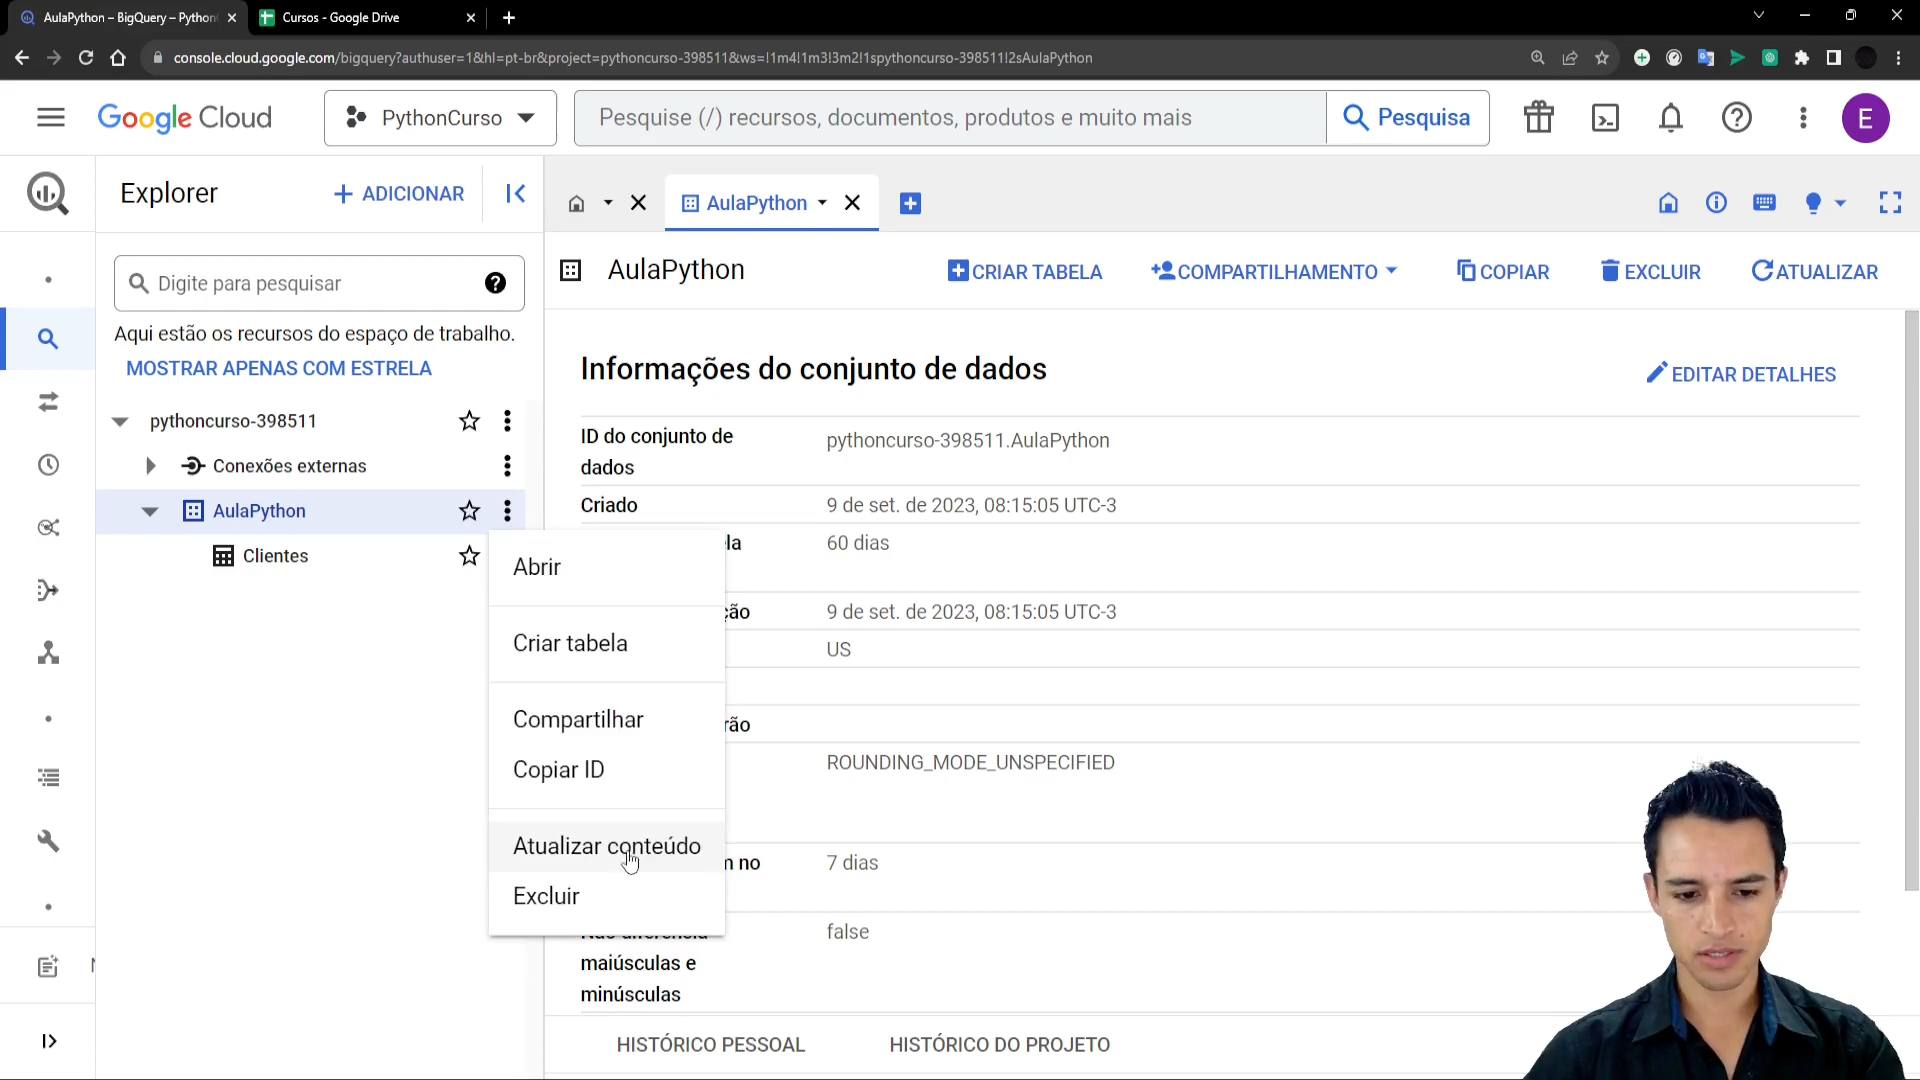 AulaPython – BigQuery – Python
Cursos - Google Drive
console.cloud.google.com/bigquery?authuser=1&hl=pt-br&project=pythoncurso-398511&ws=!1m4!1m3!3m2!1spythoncurso-398511!2sAulaPython
Google Cloud
PythonCurso
Pesquise (/) recursos, documentos, produtos e muito mais
Pesquisa
E
Explorer
ADICIONAR
AulaPython
Digite para pesquisar
Aqui estão os recursos do espaço de trabalho.
MOSTRAR APENAS COM ESTRELA
pythoncurso-398511
Conexões externas
AulaPython
Clientes
Abrir
Criar tabela
Compartilhar
Copiar ID
Atualizar conteúdo
Excluir
AulaPython
CRIAR TABELA
COMPARTILHAMENTO
COPIAR
EXCLUIR
ATUALIZAR
Informações do conjunto de dados
EDITAR DETALHES
ID do conjunto de
dados
pythoncurso-398511.AulaPython
Criado
9 de set. de 2023, 08:15:05 UTC-3
60 dias
9 de set. de 2023, 08:15:05 UTC-3
US
ROUNDING_MODE_UNSPECIFIED
no
7 dias
false
maiúsculas e
minúsculas
HISTÓRICO PESSOAL
HISTÓRICO DO PROJETO